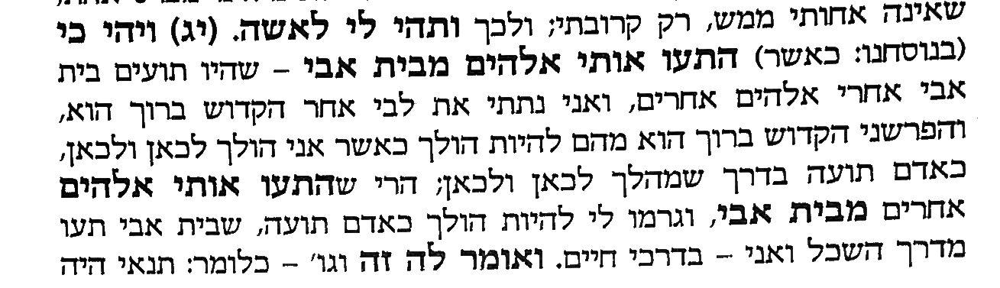 שאינה אחותי ממש, רק קרובתי; ולכך ותהי לי לאשה. (יג) ויהי כי
(בנוסחנו: כאשר) התעו אותי אלהים מבית אבי – שהיו תועים בית
אבי אחרי אלהים אחרים, ואני נתתי את לבי אחר הקדוש ברוך הוא,
והפרשני הקדוש ברוך הוא מהם להיות הולך כאשר אני הולך לכאן ולכאן,
כאדם תועה בדרך שמהלך לכאן ולכאן; הרי שהתעו אותי אלהים
אחרים מבית אבי, וגרמו לי להיות הולך כאדם תועה, שבית אבי תעו
מדרך השכל ואני – בדרכי חיים. ואומר לה זה וגו' – כלומר: תנאי היה